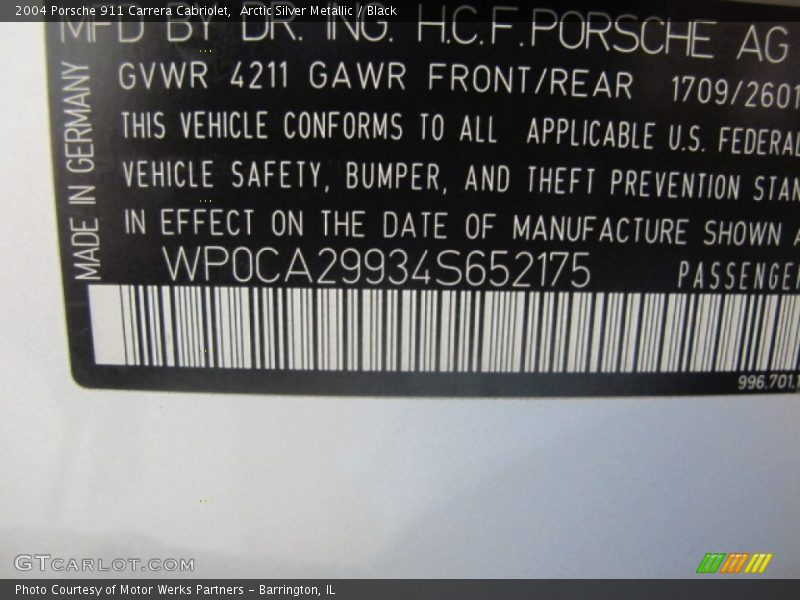 2004 Porsche 911 Carrera Cabriolet, Arctic Silver Metallic / Black
MFD BY DR. ING. H.C.F. PORSCHE AG
GVWR 4211 GAWR FRONT/REAR 1709/2601
THIS VEHICLE CONFORMS TO ALL APPLICABLE U.S. FEDERAL
VEHICLE SAFETY, BUMPER, AND THEFT PREVENTION STAN
IN EFFECT ON THE DATE OF MANUFACTURE SHOWN A
WP0CA29934S652175 PASSENGER
MADE IN GERMANY
996.701.1
GTCARLOT.COM
Photo Courtesy of Motor Werks Partners - Barrington, IL